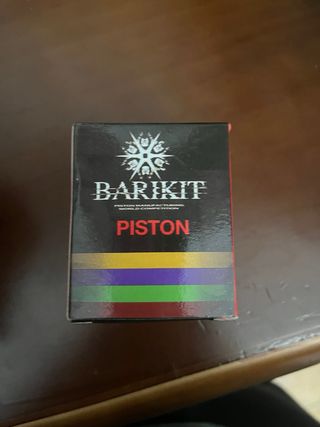 BARIKIT
PISTON MANUFACTURING
WORLD COMPETITION
PISTON